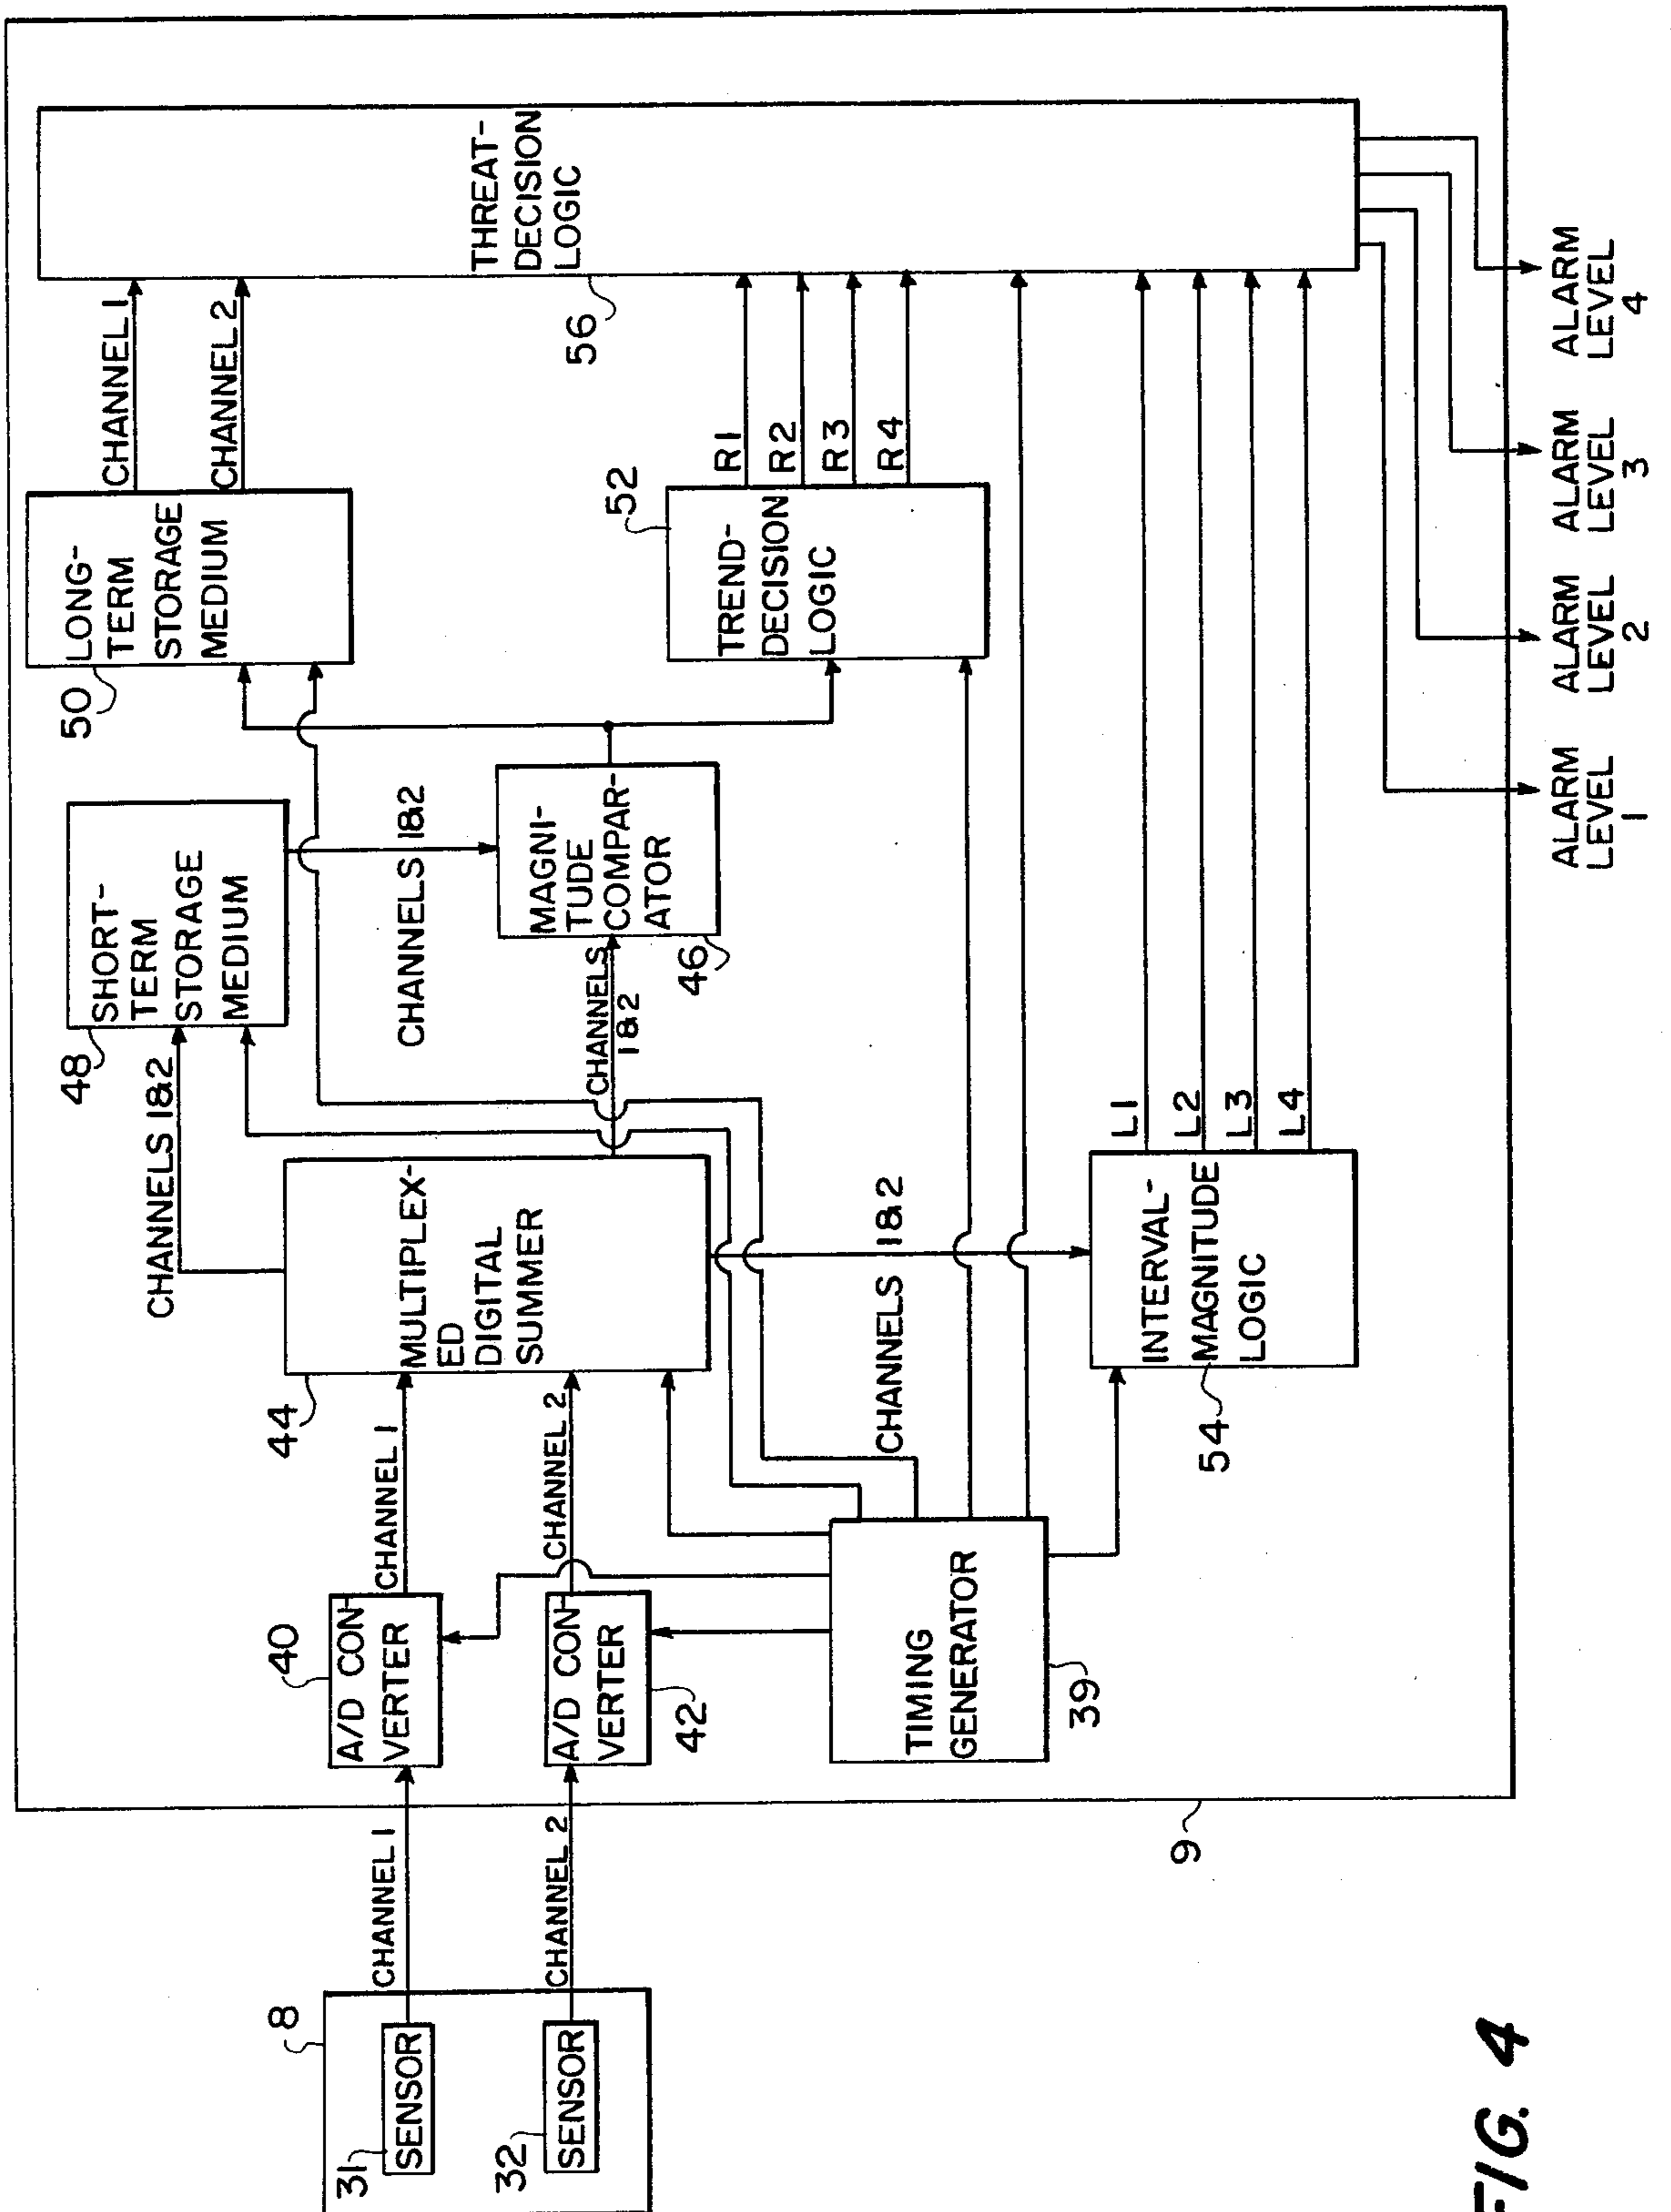 8
31
SENSOR
32
SENSOR
CHANNEL 1
CHANNEL 2
9
40
A/D CON-
VERTER
42
A/D CON-
VERTER
39
TIMING
GENERATOR
CHANNEL 1
CHANNEL 2
44
MULTIPLEX-
ED
DIGITAL
SUMMER
CHANNELS 1&2
CHANNELS
1&2
CHANNELS 1&2
48
SHORT-
TERM
STORAGE
MEDIUM
CHANNELS 1&2
46
MAGNI-
TUDE
COMPAR-
ATOR
54
INTERVAL-
MAGNITUDE
LOGIC
L1
L2
L3
L4
50
LONG-
TERM
STORAGE
MEDIUM
52
TREND-
DECISION
LOGIC
CHANNEL 1
CHANNEL 2
R1
R2
R3
R4
56
THREAT-
DECISION
LOGIC
ALARM
LEVEL
1
ALARM
LEVEL
2
ALARM
LEVEL
3
ALARM
LEVEL
4
FIG. 4